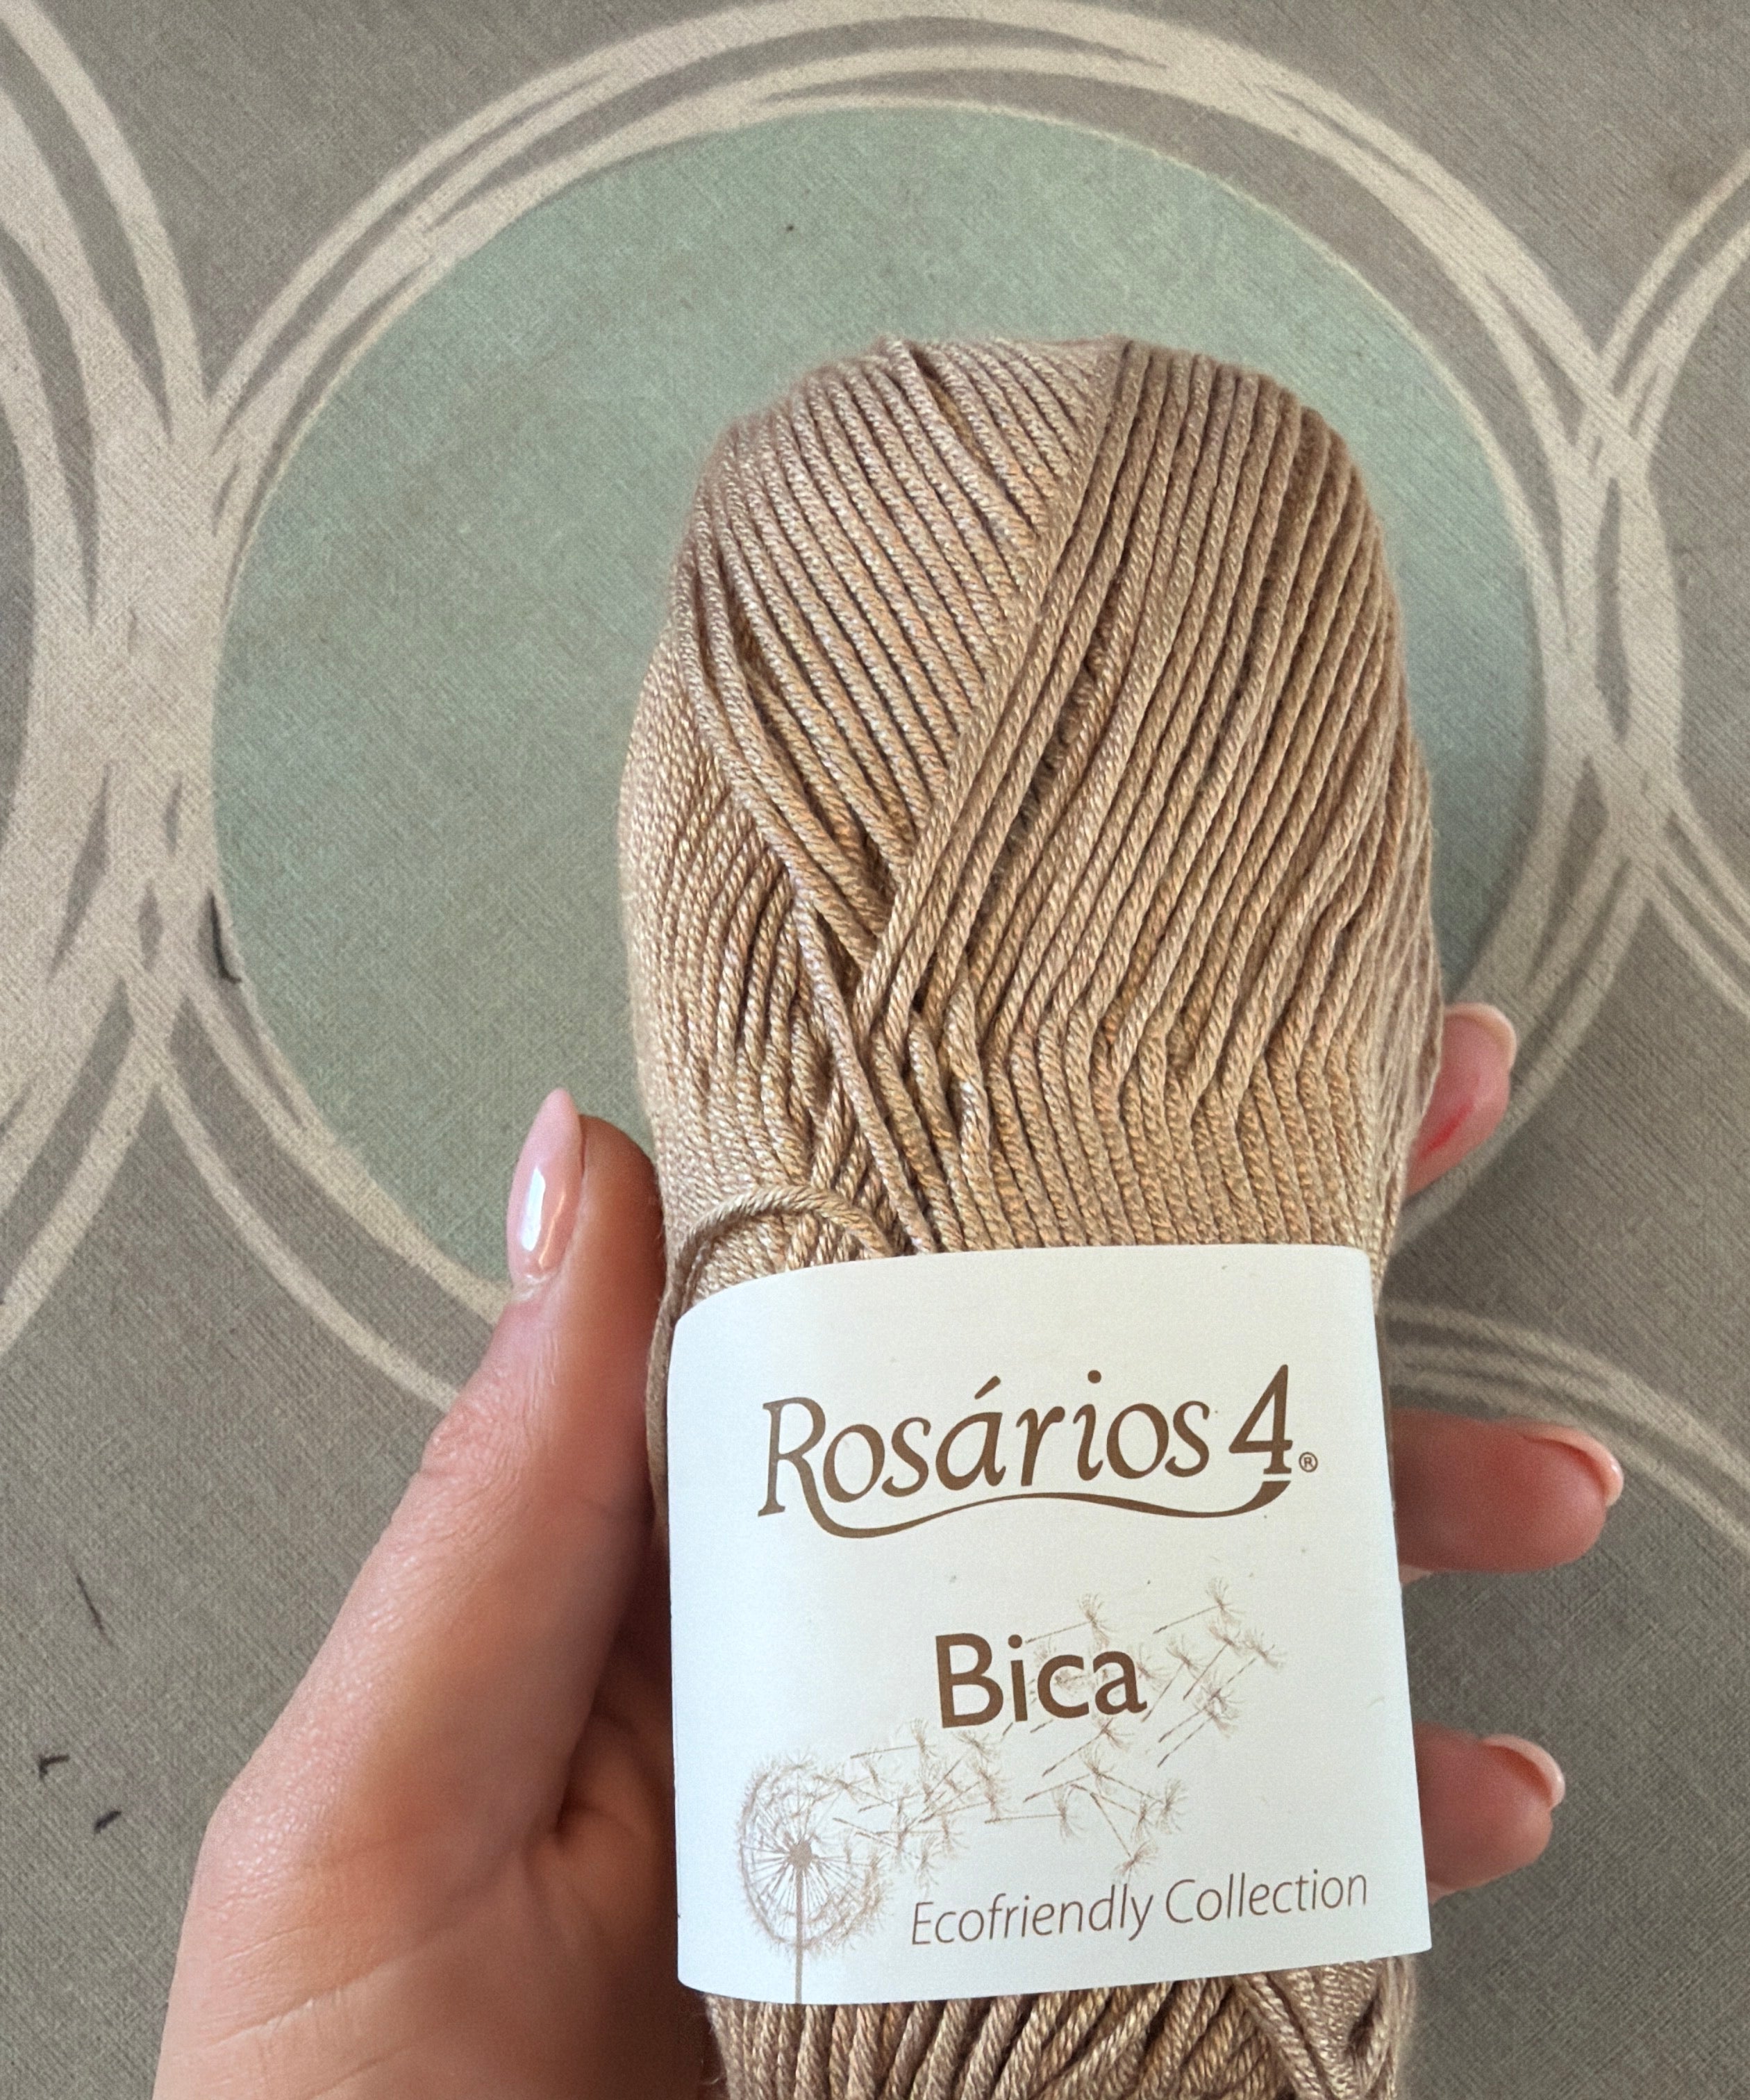 Rosários 4®
Bica
Ecofriendly Collection